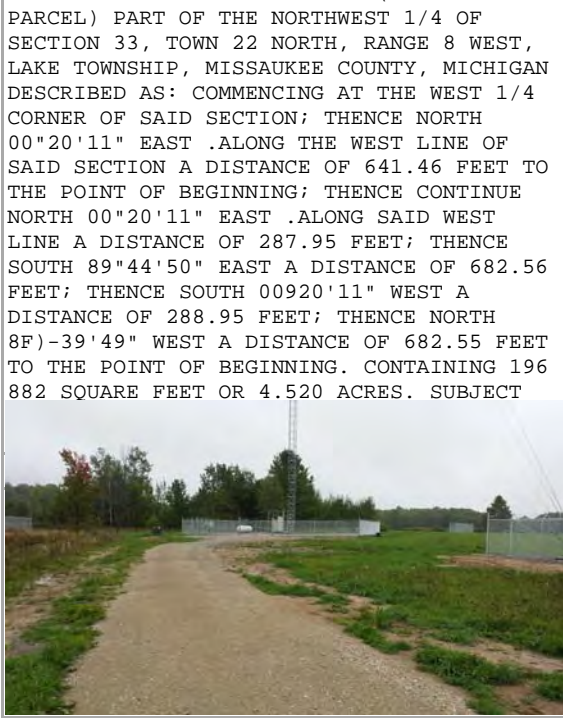 PARCEL) PART OF THE NORTHWEST 1/4 OF
SECTION 33, TOWN 22 NORTH, RANGE 8 WEST,
LAKE TOWNSHIP, MISSAUKEE COUNTY, MICHIGAN
DESCRIBED AS: COMMENCING AT THE WEST 1/4
CORNER OF SAID SECTION; THENCE NORTH
00"20'11" EAST .ALONG THE WEST LINE OF
SAID SECTION A DISTANCE OF 641.46 FEET TO
THE POINT OF BEGINNING; THENCE CONTINUE
NORTH 00"20'11" EAST .ALONG SAID WEST
LINE A DISTANCE OF 287.95 FEET; THENCE
SOUTH 89"44'50" EAST A DISTANCE OF 682.56
FEET; THENCE SOUTH 00920'11" WEST A
DISTANCE OF 288.95 FEET; THENCE NORTH
8F)-39'49" WEST A DISTANCE OF 682.55 FEET
TO THE POINT OF BEGINNING. CONTAINING 196
882 SQUARE FEET OR 4.520 ACRES. SUBJECT